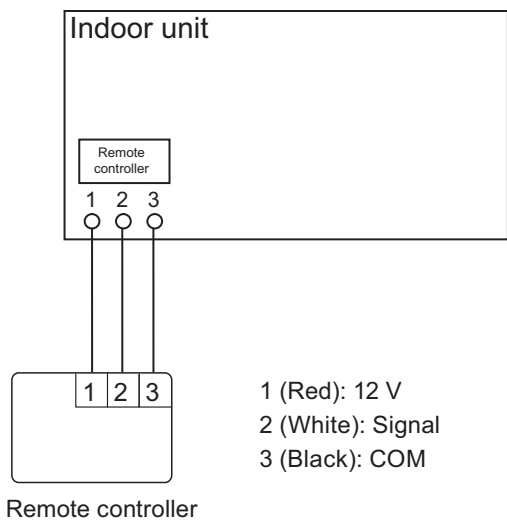 Indoor unit
Remote
controller
1 2 3
1 2 3
1 (Red): 12 V
2 (White): Signal
3 (Black): COM
Remote controller